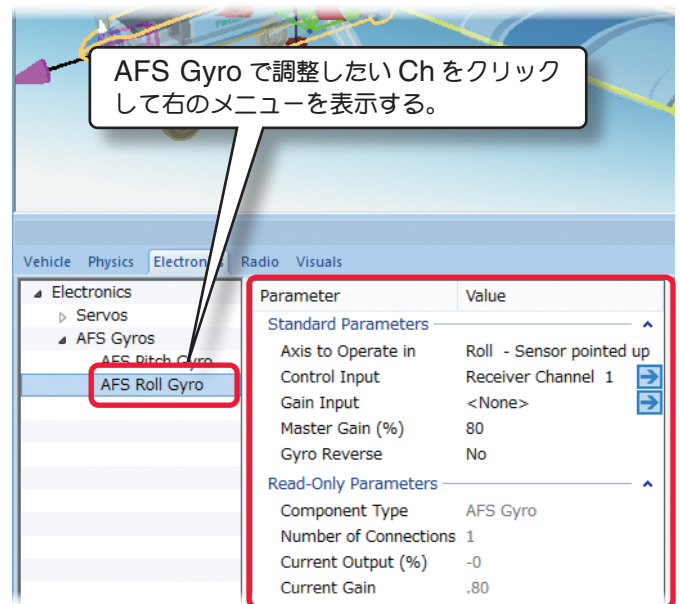 AFS Gyro で調整したい Ch をクリック
して右のメニューを表示する。
Vehicle Physics Electronics Radio Visuals
Electronics
Servos
AFS Gyros
AFS Pitch Gyro
AFS Roll Gyro
Parameter Value
Standard Parameters
Axis to Operate in Roll - Sensor pointed up
Control Input Receiver Channel 1
Gain Input <None>
Master Gain (%) 80
Gyro Reverse No
Read-Only Parameters
Component Type AFS Gyro
Number of Connections 1
Current Output (%) -0
Current Gain .80